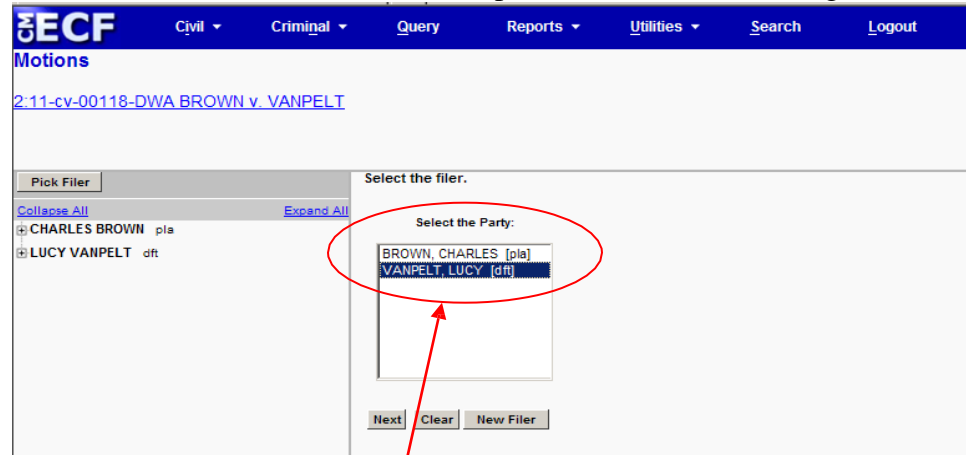 CM ECF Civil Criminal Query Reports Utilities Search Logout
Motions
2:11-cv-00118-DWA BROWN v. VANPELT
Pick Filer
Collapse All Expand All
CHARLES BROWN pla
LUCY VANPELT dft
Select the filer.
Select the Party:
BROWN, CHARLES [pla]
VANPELT, LUCY [dft]
Next Clear New Filer